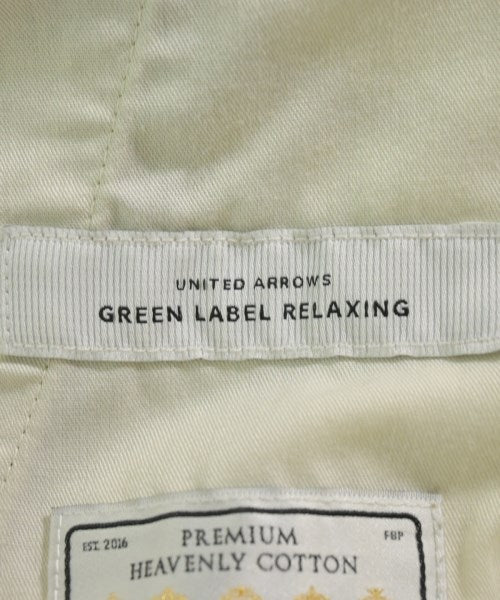 UNITED ARROWS
GREEN LABEL RELAXING
EST. 2016 PREMIUM FBP
HEAVENLY COTTON